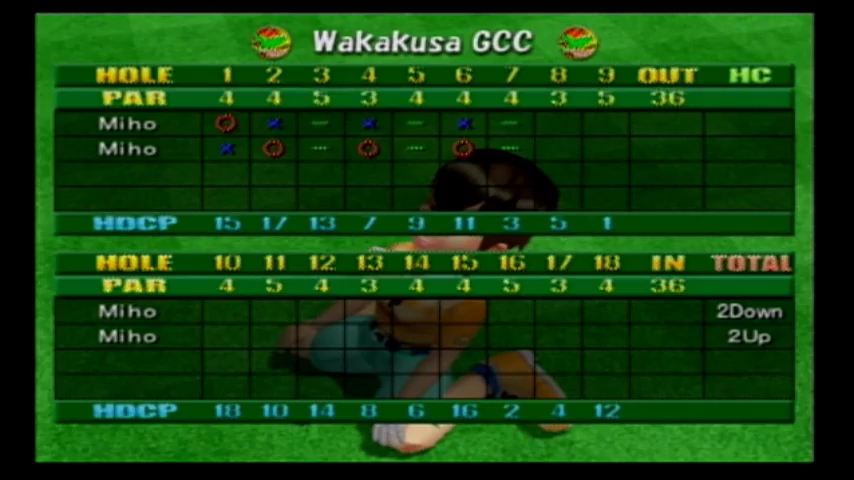 Wakakusa GCC
HOLE 1 2 3 4 5 6 7 8 9 OUT HC
PAR 4 4 5 3 4 4 4 3 5 36
Miho
Miho
HDCP 15 17 13 7 9 11 3 5 1
HOLE 10 11 12 13 14 15 16 17 18 IN TOTAL
PAR 4 5 4 3 4 4 5 3 4 36
Miho 2Down
Miho 2Up
HDCP 18 10 14 8 6 16 2 4 12